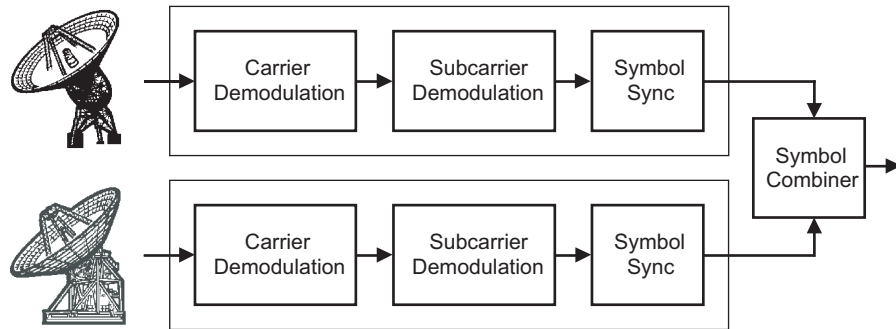 Carrier
Demodulation
Subcarrier
Demodulation
Symbol
Sync
Symbol
Combiner
Carrier
Demodulation
Subcarrier
Demodulation
Symbol
Sync